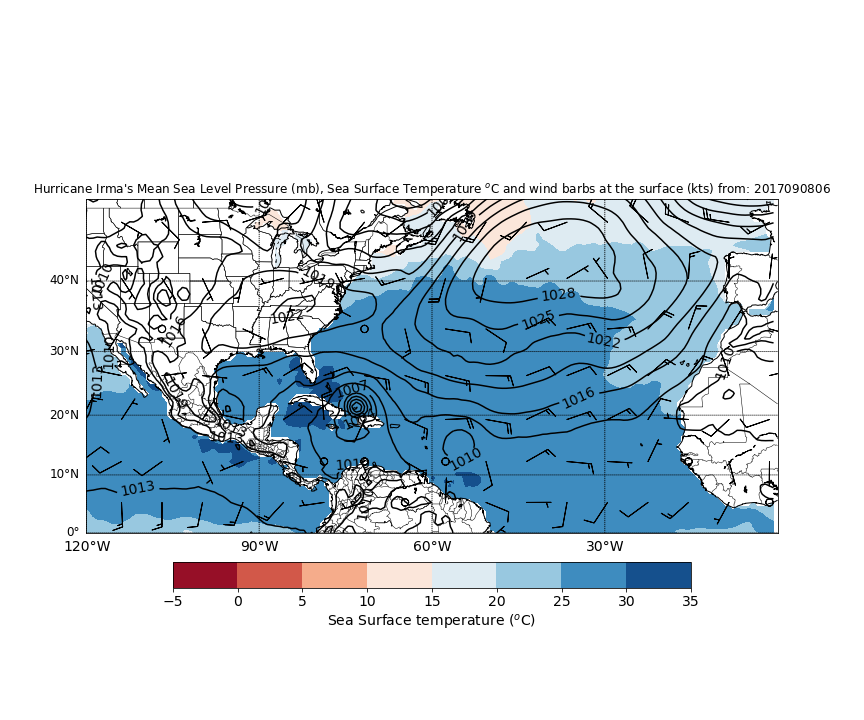 Hurricane Irma's Mean Sea Level Pressure (mb), Sea Surface Temperature °C and wind barbs at the surface (kts) from: 2017090806
40°N
30°N
20°N
10°N
0°
1028
1025
1022
1022
1016
1016
1010
1010
1007
1013
1013
1010
120°W 90°W 60°W 30°W
−5 0 5 10 15 20 25 30 35
Sea Surface temperature (°C)